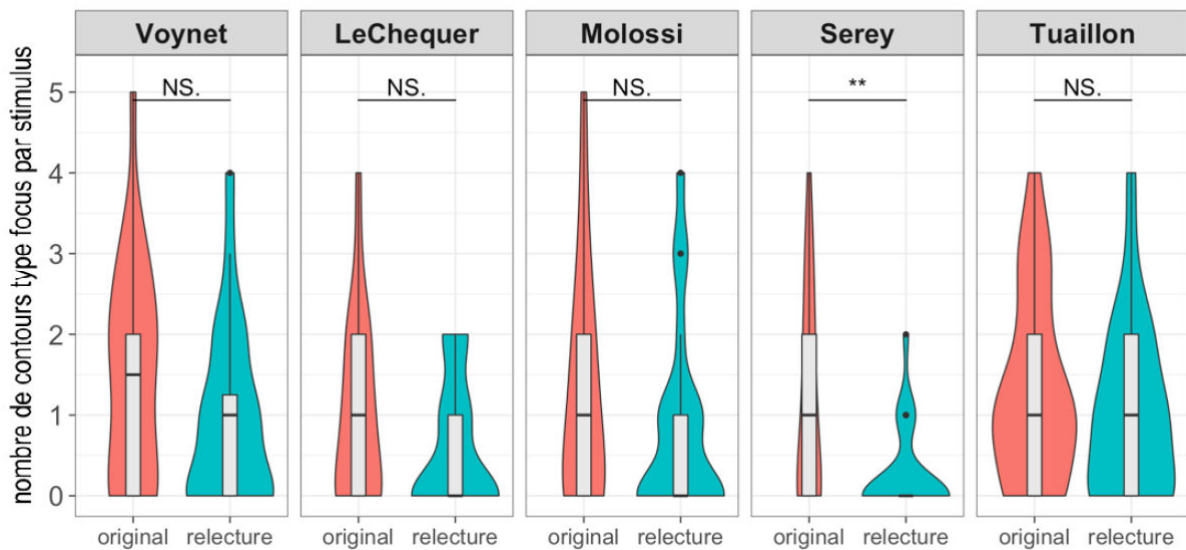 Voynet LeChequer Molossi Serey Tuaillon
nombre de contours type focus par stimulus
NS. NS. NS. ** NS.
5
4
3
2
1
0
original relecture original relecture original relecture original relecture original relecture